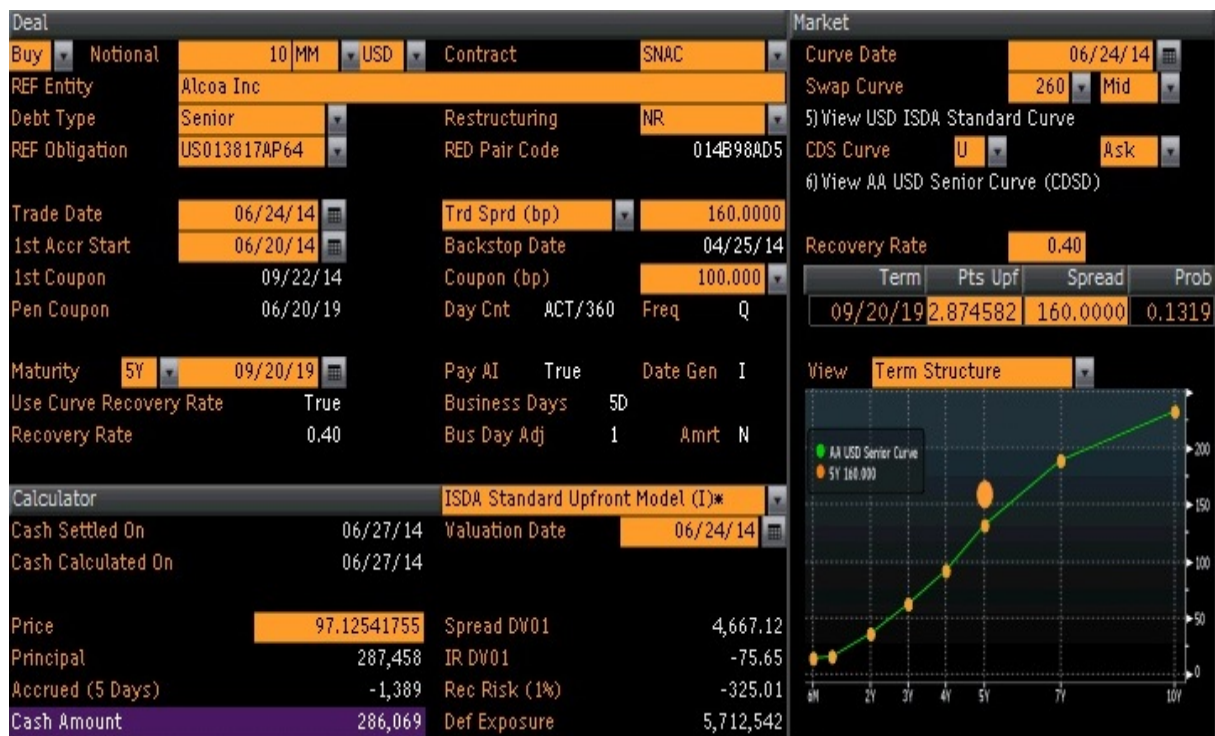 Deal
Buy Notional 10 MM USD Contract SNAC
REF Entity Alcoa Inc
Debt Type Senior Restructuring NR
REF Obligation US013817AP64 RED Pair Code 014B98AD5
Trade Date 06/24/14 Trd Sprd (bp) 160.0000
1st Accr Start 06/20/14 Backstop Date 04/25/14
1st Coupon 09/22/14 Coupon (bp) 100.000
Pen Coupon 06/20/19 Day Cnt ACT/360 Freq Q
Maturity 5Y 09/20/19 Pay AI True Date Gen I
Use Curve Recovery Rate True Business Days 5D
Recovery Rate 0.40 Bus Day Adj 1 Amrt N
Market
Curve Date 06/24/14
Swap Curve 260 Mid
5) View USD ISDA Standard Curve
CDS Curve U Ask
6) View AA USD Senior Curve (CDSD)
Recovery Rate 0.40
Term Pts Upf Spread Prob
09/20/19 2.874582 160.0000 0.1319
View Term Structure
AA USD Senior Curve
5Y 160.000
200
150
100
50
0
6M 2Y 3Y 4Y 5Y 7Y 10Y
Calculator ISDA Standard Upfront Model (I)*
Cash Settled On 06/27/14 Valuation Date 06/24/14
Cash Calculated On 06/27/14
Price 97.12541755 Spread DV01 4,667.12
Principal 287,458 IR DV01 -75.65
Accrued (5 Days) -1,389 Rec Risk (1%) -325.01
Cash Amount 286,069 Def Exposure 5,712,542